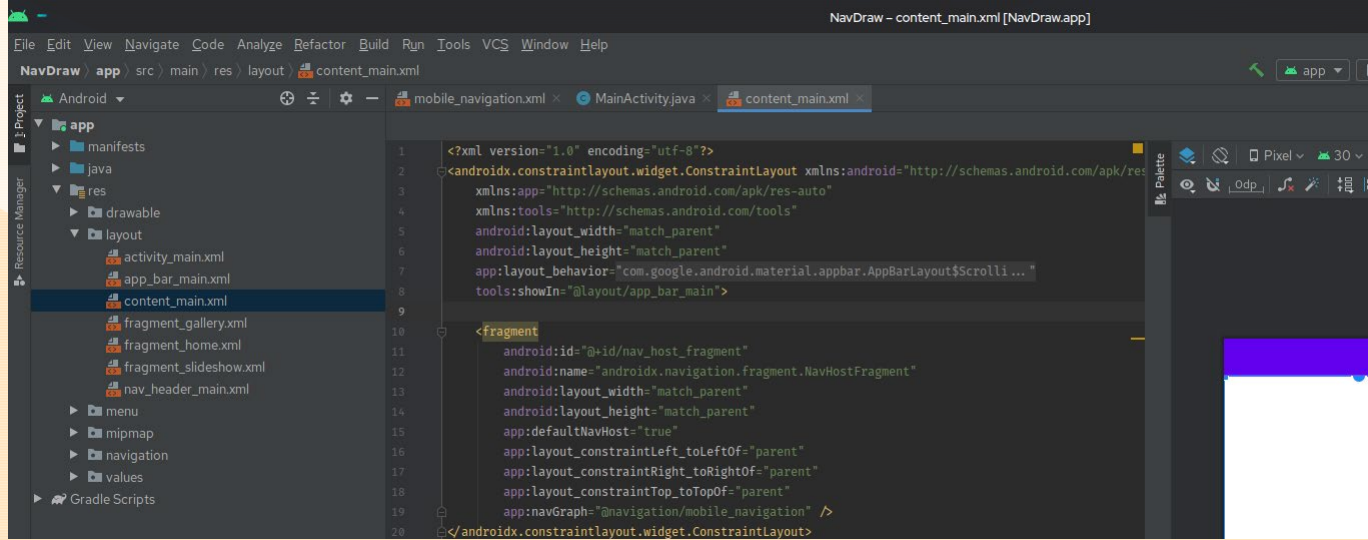 NavDraw – content_main.xml [NavDraw.app]
File Edit View Navigate Code Analyze Refactor Build Run Tools VCS Window Help
NavDraw 〉 app 〉 src 〉 main 〉 res 〉 layout 〉 content_main.xml
app
1: Project
Resource Manager
Android
app
manifests
java
res
drawable
layout
activity_main.xml
app_bar_main.xml
content_main.xml
fragment_gallery.xml
fragment_home.xml
fragment_slideshow.xml
nav_header_main.xml
menu
mipmap
navigation
values
Gradle Scripts
mobile_navigation.xml × MainActivity.java × content_main.xml ×
1 <?xml version="1.0" encoding="utf-8"?>
2 <androidx.constraintlayout.widget.ConstraintLayout xmlns:android="http://schemas.android.com/apk/res
3 xmlns:app="http://schemas.android.com/apk/res-auto"
4 xmlns:tools="http://schemas.android.com/tools"
5 android:layout_width="match_parent"
6 android:layout_height="match_parent"
7 app:layout_behavior="com.google.android.material.appbar.AppBarLayout$Scrolli..."
8 tools:showIn="@layout/app_bar_main">
9
10 <fragment
11 android:id="@+id/nav_host_fragment"
12 android:name="androidx.navigation.fragment.NavHostFragment"
13 android:layout_width="match_parent"
14 android:layout_height="match_parent"
15 app:defaultNavHost="true"
16 app:layout_constraintLeft_toLeftOf="parent"
17 app:layout_constraintRight_toRightOf="parent"
18 app:layout_constraintTop_toTopOf="parent"
19 app:navGraph="@navigation/mobile_navigation" />
20 </androidx.constraintlayout.widget.ConstraintLayout>
Palette
Pixel 30
0dp